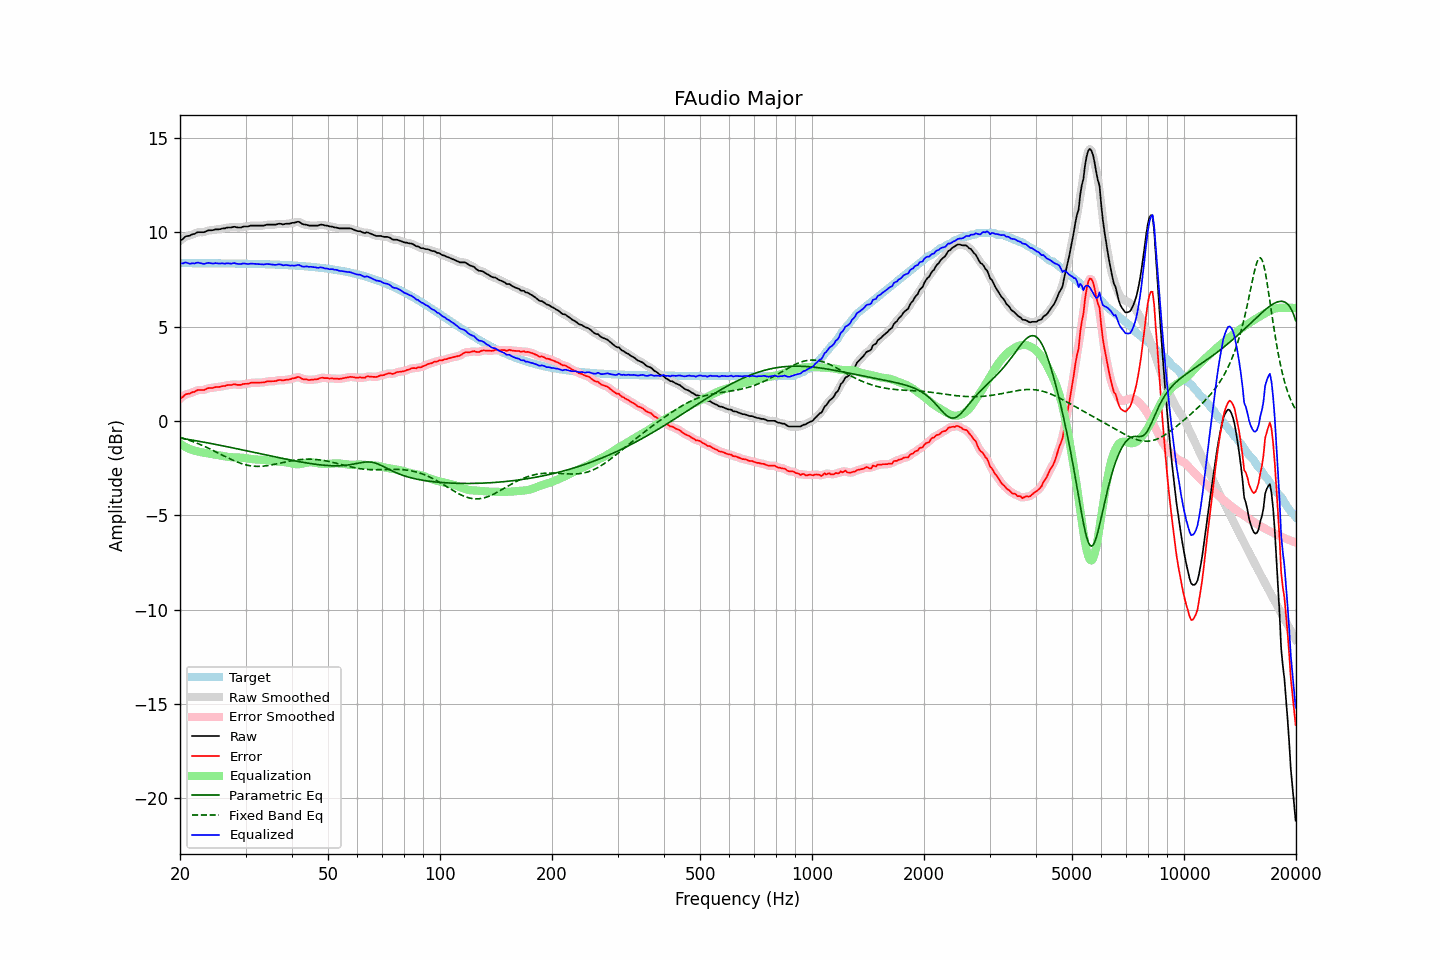 FAudio Major
15
10
5
0
−5
−10
−15
−20
Amplitude (dBr)
Target
Raw Smoothed
Error Smoothed
Raw
Error
Equalization
Parametric Eq
Fixed Band Eq
Equalized
20 50 100 200 500 1000 2000 5000 10000 20000
Frequency (Hz)